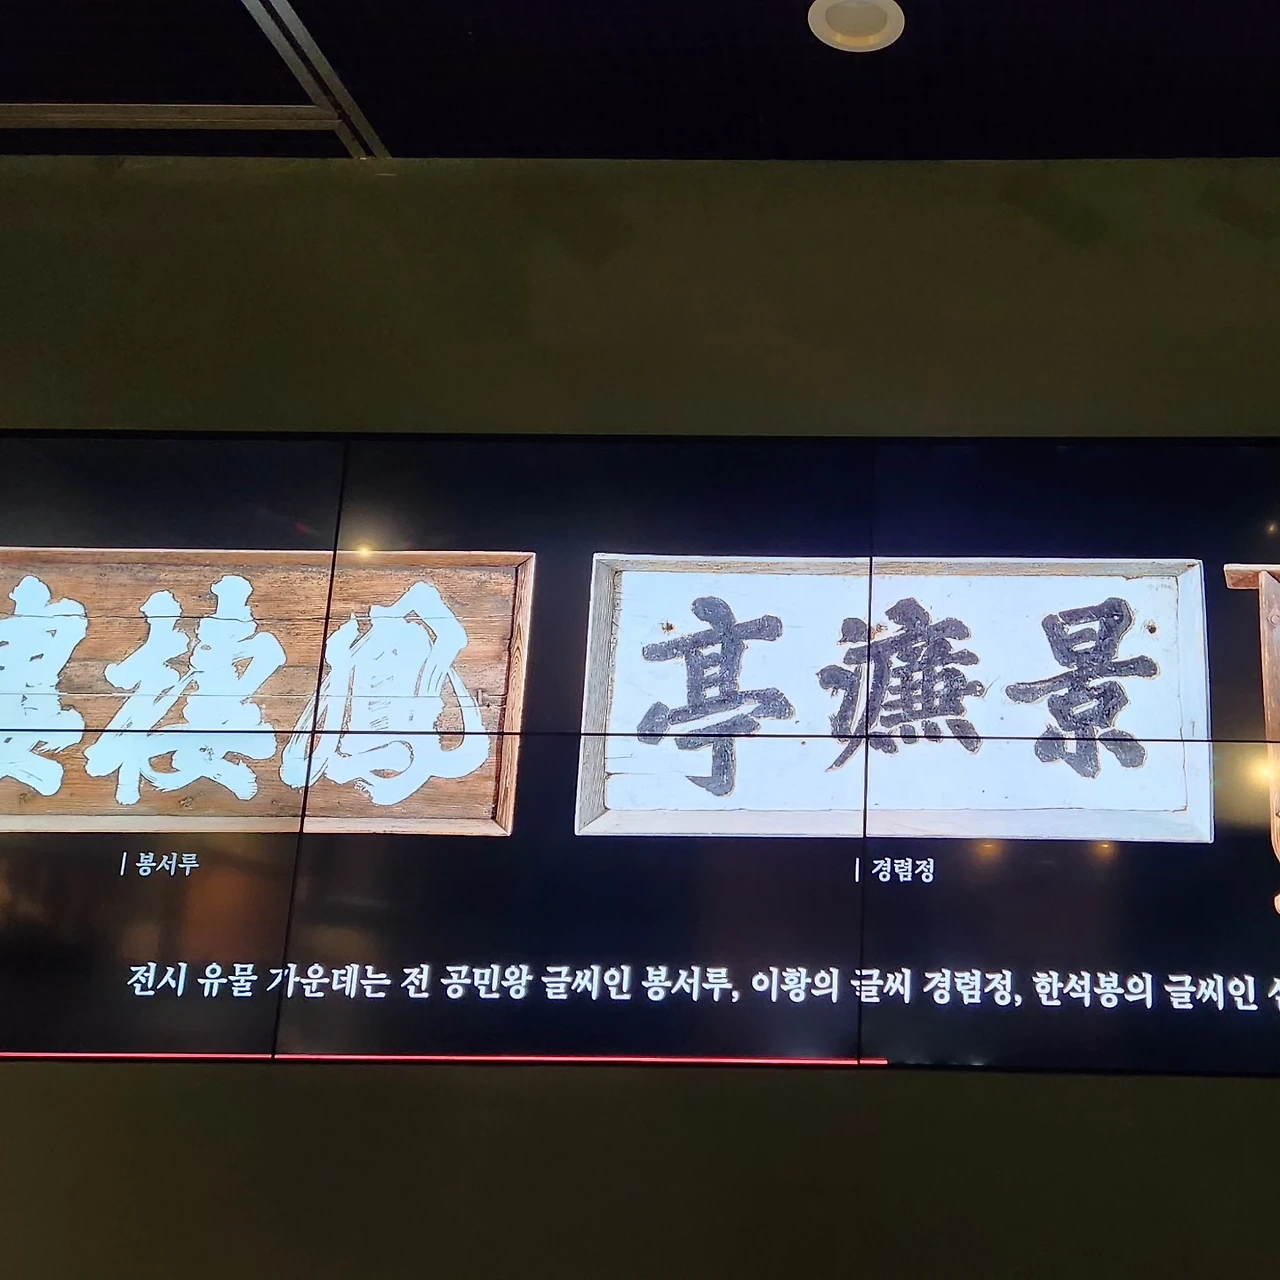 鳳棲樓
景濂亭
| 봉서루
| 경렴정
전시 유물 가운데는 전 공민왕 글씨인 봉서루, 이황의 글씨 경렴정, 한석봉의 글씨인